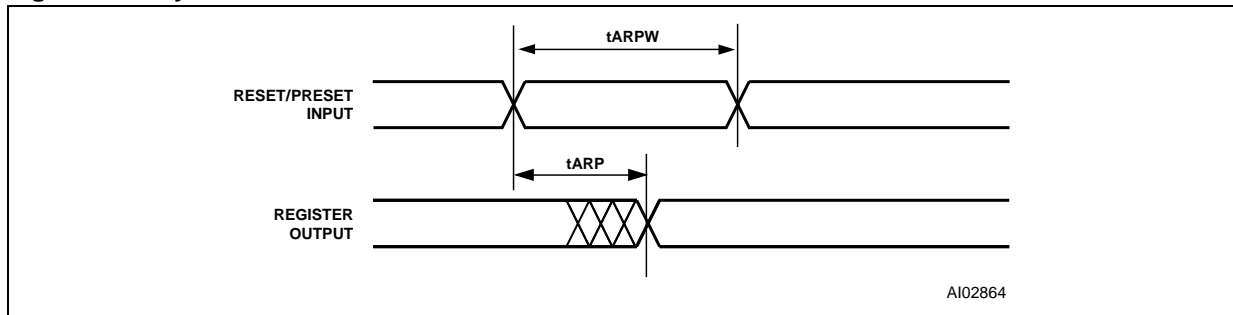 tARPW
RESET/PRESET
INPUT
tARP
REGISTER
OUTPUT
AI02864